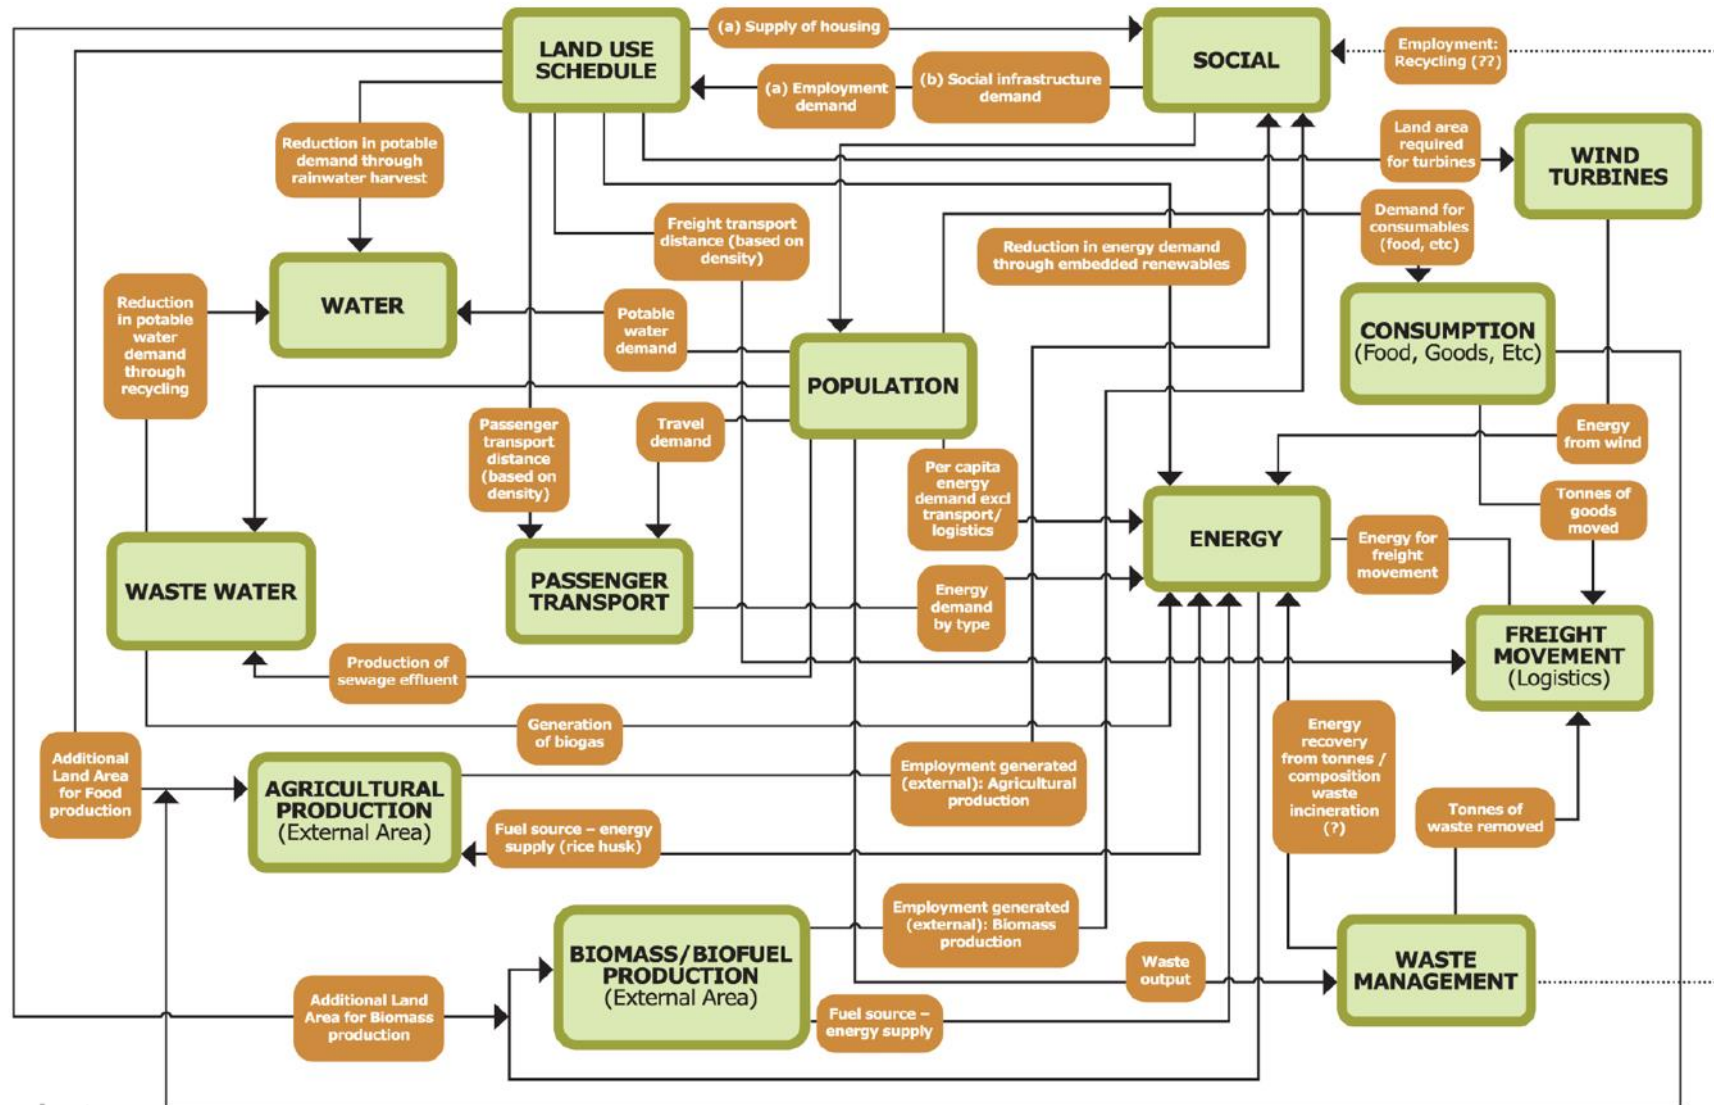 LAND USE
SCHEDULE
(a) Supply of housing
SOCIAL
Employment:
Recycling (??)
(a) Employment
demand
(b) Social infrastructure
demand
Reduction in potable
demand through
rainwater harvest
Land area
required
for turbines
WIND
TURBINES
Freight transport
distance (based on
density)
Reduction in energy demand
through embedded renewables
Demand for
consumables
(food, etc)
Reduction
in potable
water
demand
through
recycling
WATER
Potable
water
demand
CONSUMPTION
(Food, Goods, Etc)
POPULATION
Passenger
transport
distance
(based on
density)
Travel
demand
Per capita
energy
demand excl
transport/
logistics
Energy
from wind
Tonnes of
goods
moved
ENERGY
Energy for
freight
movement
WASTE WATER
PASSENGER
TRANSPORT
Energy
demand
by type
FREIGHT
MOVEMENT
(Logistics)
Production of
sewage effluent
Generation
of biogas
Additional
Land Area
for Food
production
AGRICULTURAL
PRODUCTION
(External Area)
Employment generated
(external): Agricultural
production
Energy
recovery
from tonnes /
composition
waste
incineration
(?)
Tonnes of
waste removed
Fuel source – energy
supply (rice husk)
Employment generated
(external): Biomass
production
BIOMASS/BIOFUEL
PRODUCTION
(External Area)
Waste
output
WASTE
MANAGEMENT
Additional Land
Area for Biomass
production
Fuel source –
energy supply